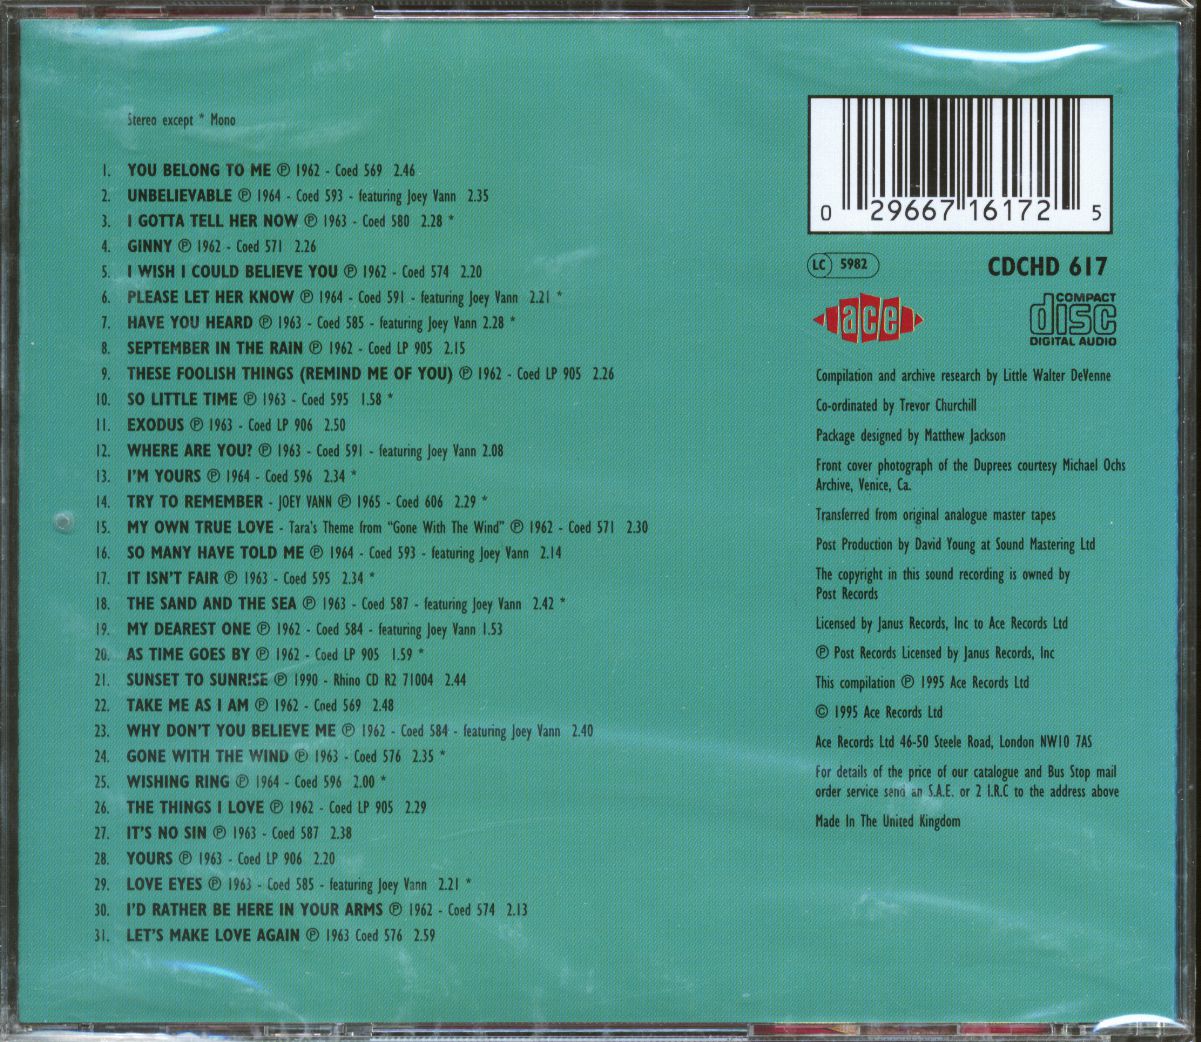 Stereo except * Mono
1. YOU BELONG TO ME ℗ 1962 - Coed 569 2.46
2. UNBELIEVABLE ℗ 1964 - Coed 593 - featuring Joey Vann 2.35
3. I GOTTA TELL HER NOW ℗ 1963 - Coed 580 2.28 *
4. GINNY ℗ 1962 - Coed 571 2.26
5. I WISH I COULD BELIEVE YOU ℗ 1962 - Coed 574 2.20
6. PLEASE LET HER KNOW ℗ 1964 - Coed 591 - featuring Joey Vann 2.21 *
7. HAVE YOU HEARD ℗ 1963 - Coed 585 - featuring Joey Vann 2.28 *
8. SEPTEMBER IN THE RAIN ℗ 1962 - Coed LP 905 2.15
9. THESE FOOLISH THINGS (REMIND ME OF YOU) ℗ 1962 - Coed LP 905 2.26
10. SO LITTLE TIME ℗ 1963 - Coed 595 1.58 *
11. EXODUS ℗ 1963 - Coed LP 906 2.50
12. WHERE ARE YOU? ℗ 1963 - Coed 591 - featuring Joey Vann 2.08
13. I'M YOURS ℗ 1964 - Coed 596 2.34 *
14. TRY TO REMEMBER - JOEY VANN ℗ 1965 - Coed 606 2.29 *
15. MY OWN TRUE LOVE - Tara's Theme from "Gone With The Wind" ℗ 1962 - Coed 571 2.30
16. SO MANY HAVE TOLD ME ℗ 1964 - Coed 593 - featuring Joey Vann 2.14
17. IT ISN'T FAIR ℗ 1963 - Coed 595 2.34 *
18. THE SAND AND THE SEA ℗ 1963 - Coed 587 - featuring Joey Vann 2.42 *
19. MY DEAREST ONE ℗ 1962 - Coed 584 - featuring Joey Vann 1.53
20. AS TIME GOES BY ℗ 1962 - Coed LP 905 1.59 *
21. SUNSET TO SUNRISE ℗ 1990 - Rhino CD R2 71004 2.44
22. TAKE ME AS I AM ℗ 1962 - Coed 569 2.48
23. WHY DON'T YOU BELIEVE ME ℗ 1962 - Coed 584 - featuring Joey Vann 2.40
24. GONE WITH THE WIND ℗ 1963 - Coed 576 2.35 *
25. WISHING RING ℗ 1964 - Coed 596 2.00 *
26. THE THINGS I LOVE ℗ 1962 - Coed LP 905 2.29
27. IT'S NO SIN ℗ 1963 - Coed 587 2.38
28. YOURS ℗ 1963 - Coed LP 906 2.20
29. LOVE EYES ℗ 1963 - Coed 585 - featuring Joey Vann 2.21 *
30. I'D RATHER BE HERE IN YOUR ARMS ℗ 1962 - Coed 574 2.13
31. LET'S MAKE LOVE AGAIN ℗ 1963 Coed 576 2.59
0 29667 16172 5
LC 5982 CDCHD 617
ace
COMPACT
disc
DIGITAL AUDIO
Compilation and archive research by Little Walter DeVenne
Co-ordinated by Trevor Churchill
Package designed by Matthew Jackson
Front cover photograph of the Duprees courtesy Michael Ochs
Archive, Venice, Ca.
Transferred from original analogue master tapes
Post Production by David Young at Sound Mastering Ltd
The copyright in this sound recording is owned by
Post Records
Licensed by Janus Records, Inc to Ace Records Ltd
℗ Post Records Licensed by Janus Records, Inc
This compilation ℗ 1995 Ace Records Ltd
© 1995 Ace Records Ltd
Ace Records Ltd 46-50 Steele Road, London NW10 7AS
For details of the price of our catalogue and Bus Stop mail
order service send an S.A.E. or 2 I.R.C to the address above
Made In The United Kingdom